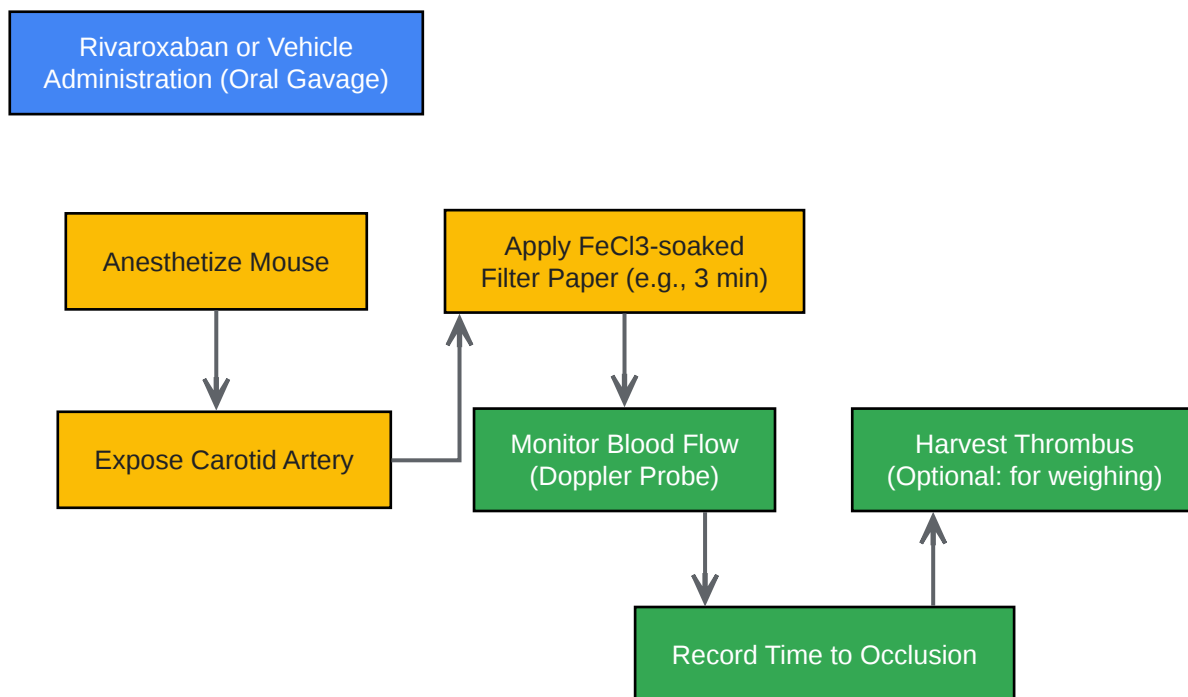 Rivaroxaban or Vehicle
Administration (Oral Gavage)
Anesthetize Mouse
Expose Carotid Artery
Apply FeCl3-soaked
Filter Paper (e.g., 3 min)
Monitor Blood Flow
(Doppler Probe)
Record Time to Occlusion
Harvest Thrombus
(Optional: for weighing)